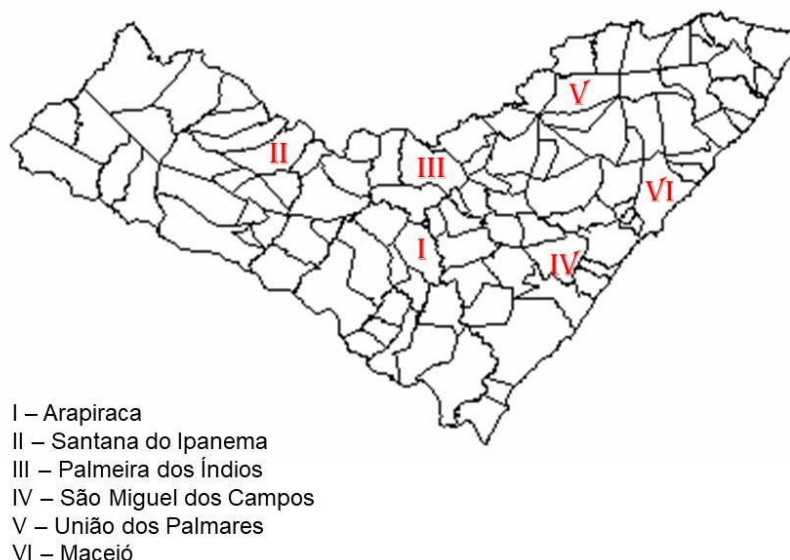 V
II
III
VI
I
IV
I – Arapiraca
II – Santana do Ipanema
III – Palmeira dos Índios
IV – São Miguel dos Campos
V – União dos Palmares
VI – Maceió